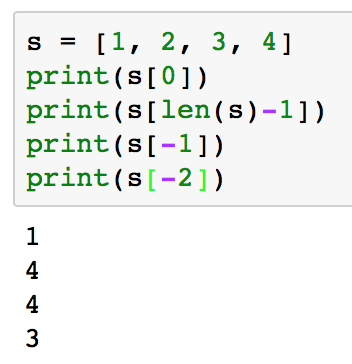 s = [1, 2, 3, 4]
print(s[0])
print(s[len(s)-1])
print(s[-1])
print(s[-2])
1
4
4
3